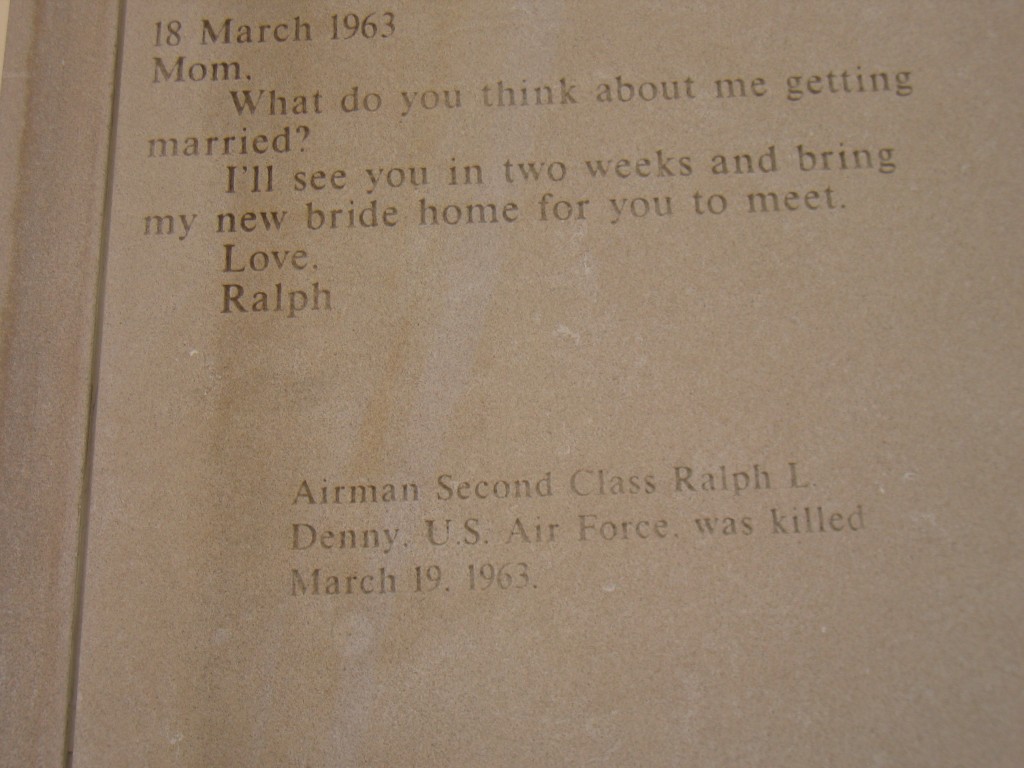 18 March 1963
Mom,
What do you think about me getting
married?
I'll see you in two weeks and bring
my new bride home for you to meet.
Love,
Ralph
Airman Second Class Ralph L.
Denny, U.S. Air Force, was killed
March 19, 1963.